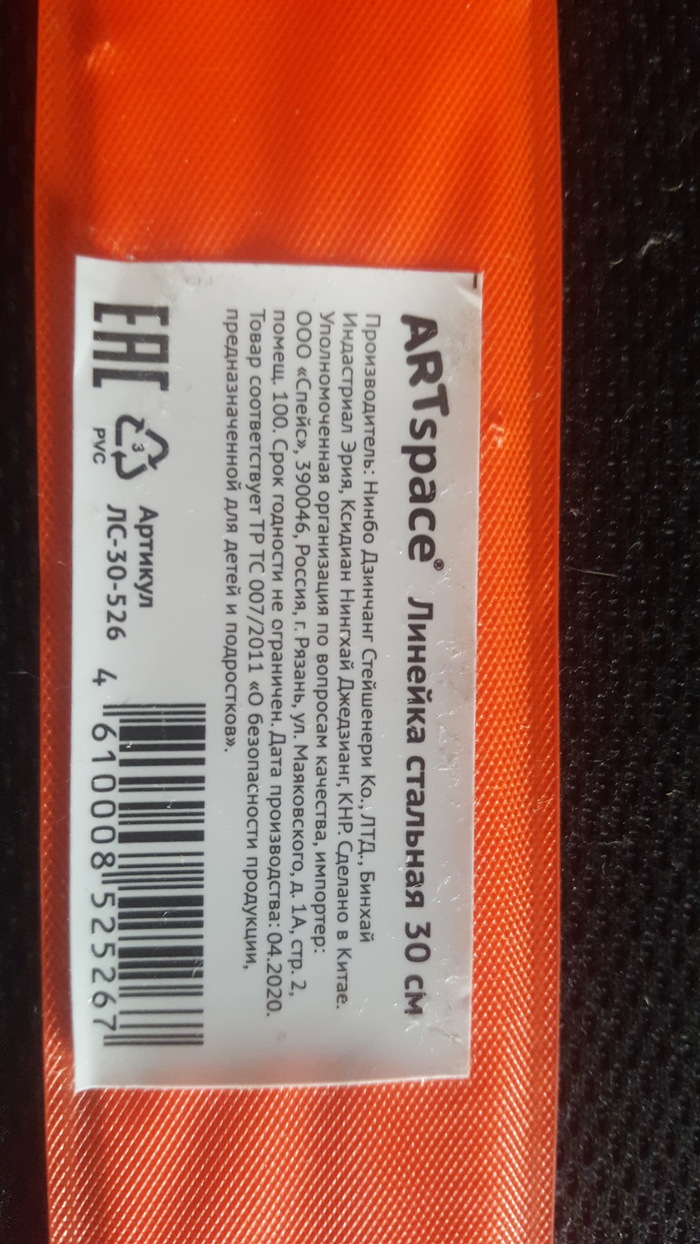 ARTspace® Линейка стальная 30 см
Производитель: Нинбо Дзинчанг Стейшенери Ко., ЛТД., Бинхай
Индастриал Эрия, Ксидиан Нингхай Джедзианг, КНР. Сделано в Китае.
Уполномоченная организация по вопросам качества, импортер:
ООО «Спейс», 390046, Россия, г. Рязань, ул. Маяковского, д. 1А, стр. 2,
помещ. 100. Срок годности не ограничен. Дата производства: 04.2020.
Товар соответствует ТР ТС 007/2011 «О безопасности продукции,
предназначенной для детей и подростков».
EAC
3
PVC
Артикул
ЛС-30-526
4 610008 525267